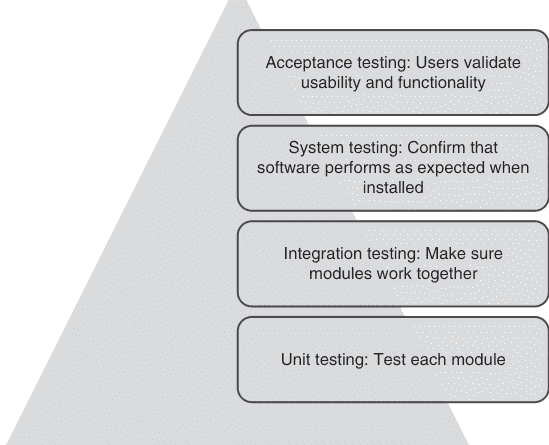 Acceptance testing: Users validate
usability and functionality
System testing: Confirm that
software performs as expected when
installed
Integration testing: Make sure
modules work together
Unit testing: Test each module